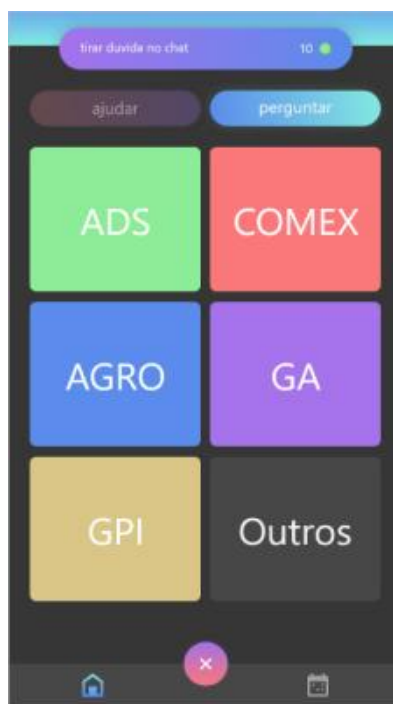 tirar duvida no chat 10
ajudar perguntar
ADS COMEX
AGRO GA
GPI Outros